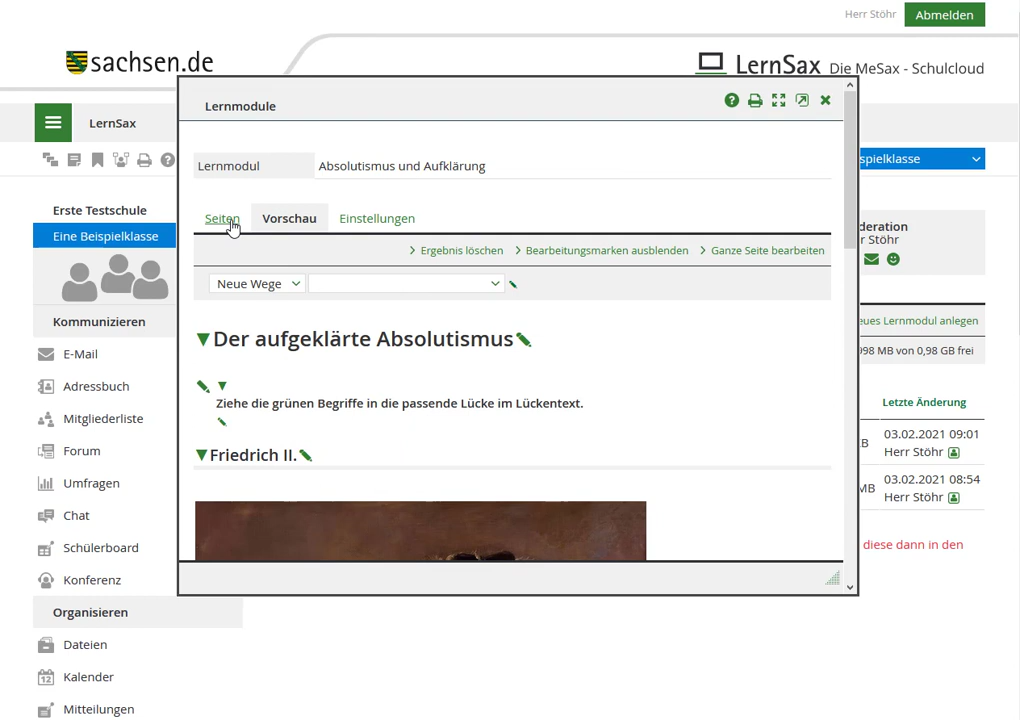 Herr Stöhr Abmelden
sachsen.de
LernSax Die MeSax - Schulcloud
LernSax
Lernmodule
Lernmodul Absolutismus und Aufklärung
Seiten Vorschau Einstellungen
Ergebnis löschen Bearbeitungsmarken ausblenden Ganze Seite bearbeiten
Neue Wege
Der aufgeklärte Absolutismus
Ziehe die grünen Begriffe in die passende Lücke im Lückentext.
Friedrich II.
Erste Testschule
Eine Beispielklasse
Kommunizieren
E-Mail
Adressbuch
Mitgliederliste
Forum
Umfragen
Chat
Schülerboard
Konferenz
Organisieren
Dateien
Kalender
Mitteilungen
spielklasse
deration
r Stöhr
eues Lernmodul anlegen
998 MB von 0,98 GB frei
Letzte Änderung
B 03.02.2021 09:01
Herr Stöhr
MB 03.02.2021 08:54
Herr Stöhr
diese dann in den